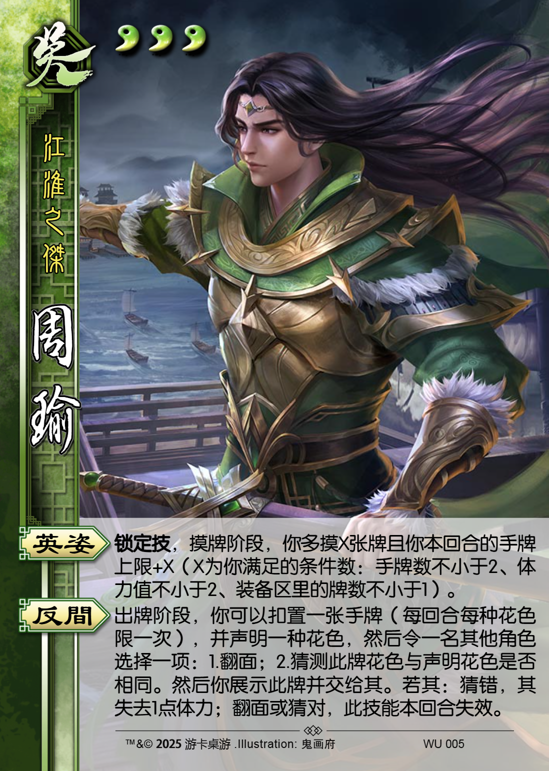 吴
江淮之傑
周瑜
英姿
锁定技，摸牌阶段，你多摸X张牌且你本回合的手牌
上限+X（X为你满足的条件数：手牌数不小于2、体
力值不小于2、装备区里的牌数不小于1）。
反間
出牌阶段，你可以扣置一张手牌（每回合每种花色
限一次），并声明一种花色，然后令一名其他角色
选择一项：1.翻面；2.猜测此牌花色与声明花色是否
相同。然后你展示此牌并交给其。若其：猜错，其
失去1点体力；翻面或猜对，此技能本回合失效。
™&© 2025 游卡桌游 .Illustration: 鬼画府
WU 005